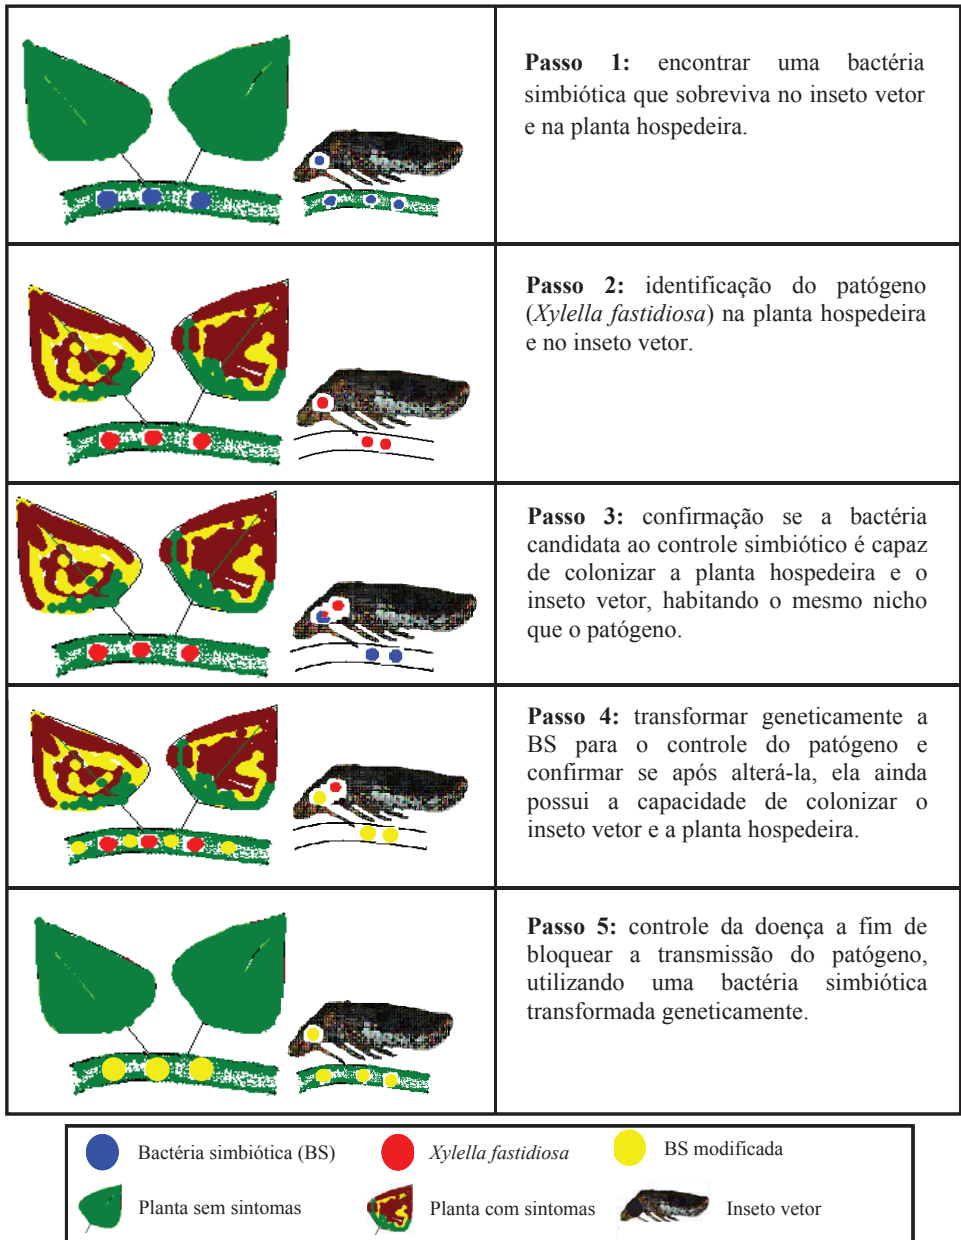 Passo 1: encontrar uma bactéria
simbiótica que sobreviva no inseto vetor
e na planta hospedeira.
Passo 2: identificação do patógeno
(Xylella fastidiosa) na planta hospedeira
e no inseto vetor.
Passo 3: confirmação se a bactéria
candidata ao controle simbiótico é capaz
de colonizar a planta hospedeira e o
inseto vetor, habitando o mesmo nicho
que o patógeno.
Passo 4: transformar geneticamente a
BS para o controle do patógeno e
confirmar se após alterá-la, ela ainda
possui a capacidade de colonizar o
inseto vetor e a planta hospedeira.
Passo 5: controle da doença a fim de
bloquear a transmissão do patógeno,
utilizando uma bactéria simbiótica
transformada geneticamente.
Bactéria simbiótica (BS)
Xylella fastidiosa
BS modificada
Planta sem sintomas
Planta com sintomas
Inseto vetor